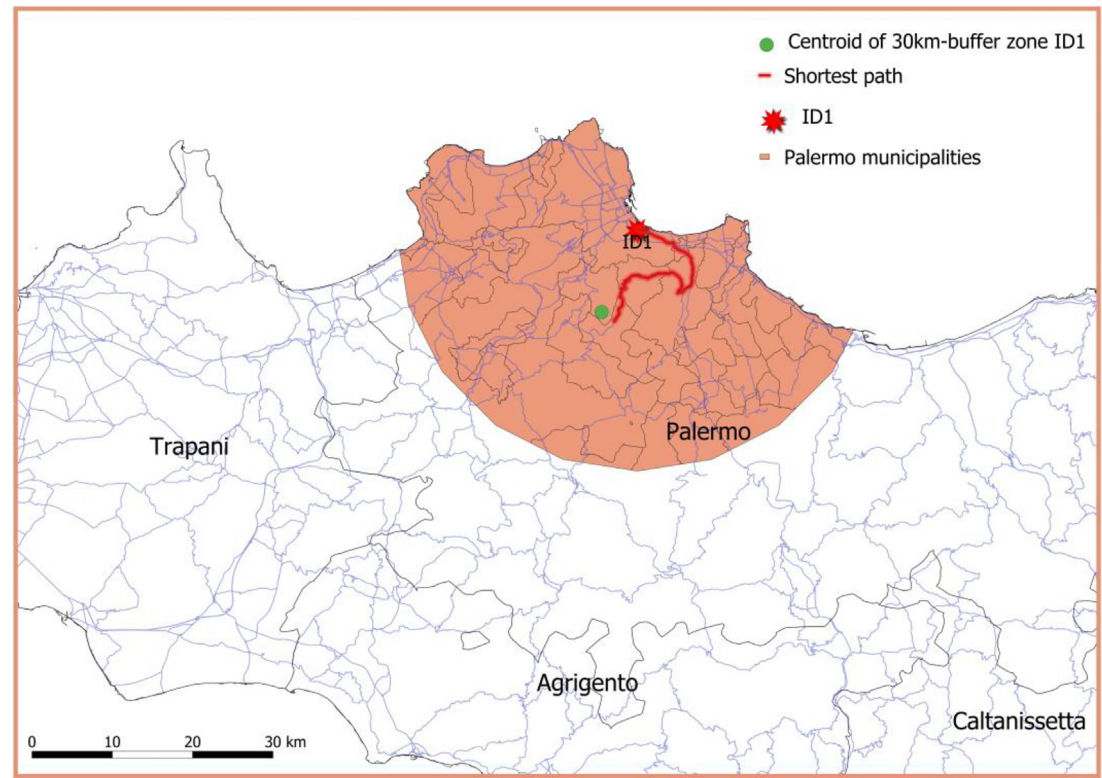 Centroid of 30km-buffer zone ID1
Shortest path
ID1
Palermo municipalities
ID1
Trapani
Palermo
Agrigento
Caltanissetta
0 10 20 30 km